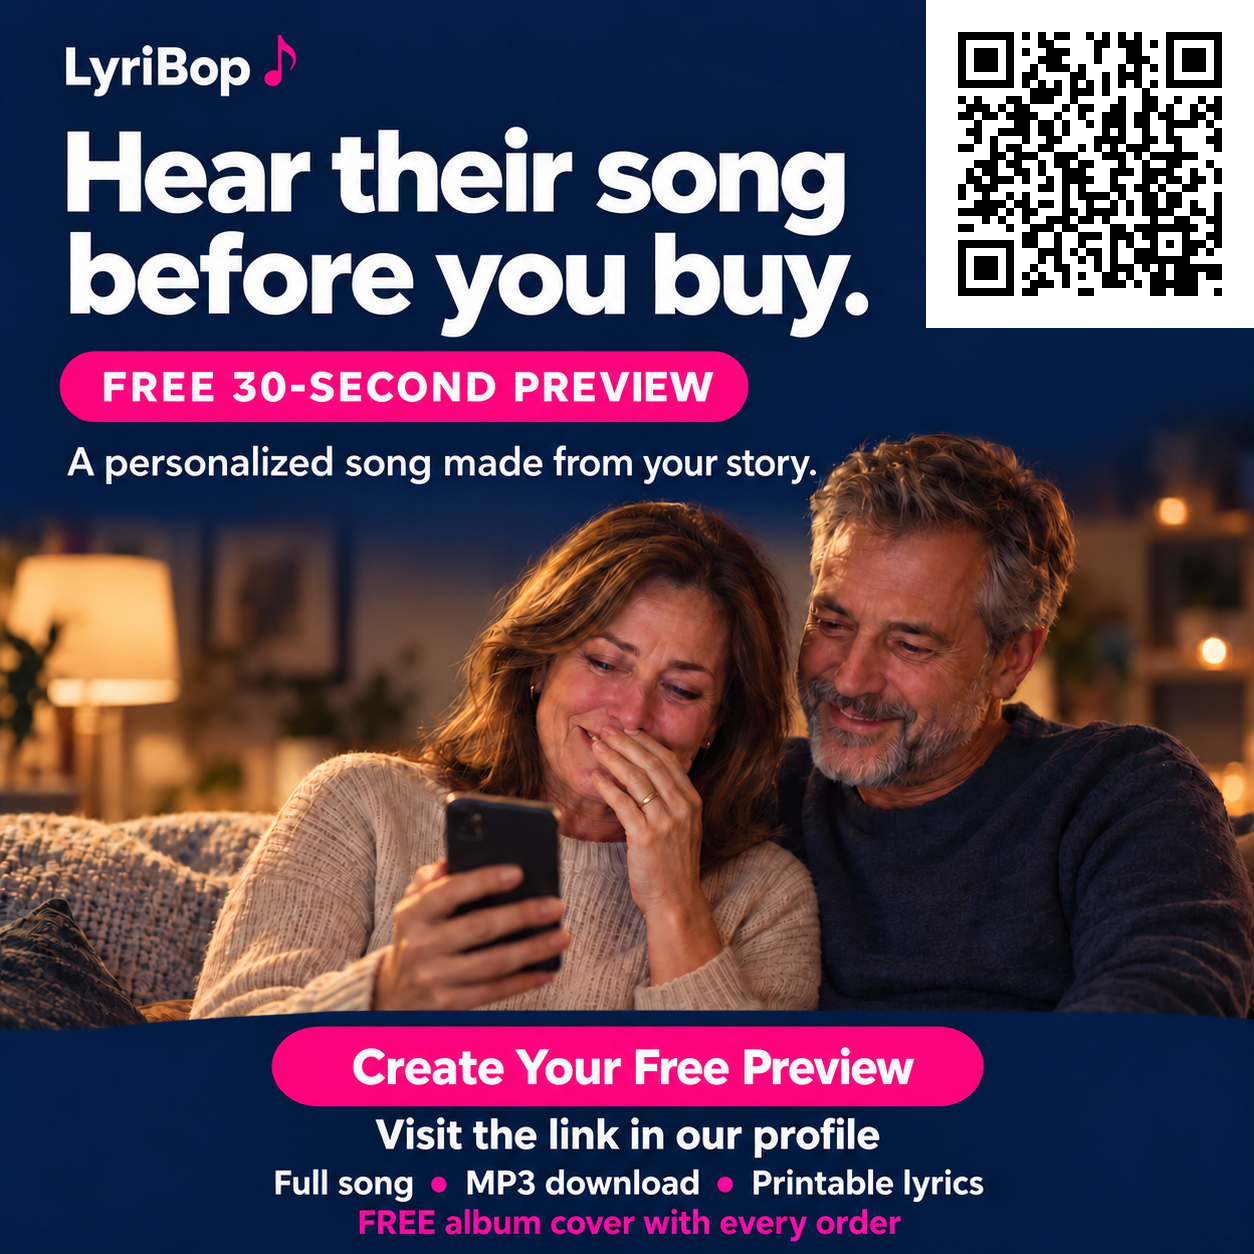 LyriBop
Hear their song
before you buy.
FREE 30-SECOND PREVIEW
A personalized song made from your story.
Create Your Free Preview
Visit the link in our profile
Full song • MP3 download • Printable lyrics
FREE album cover with every order